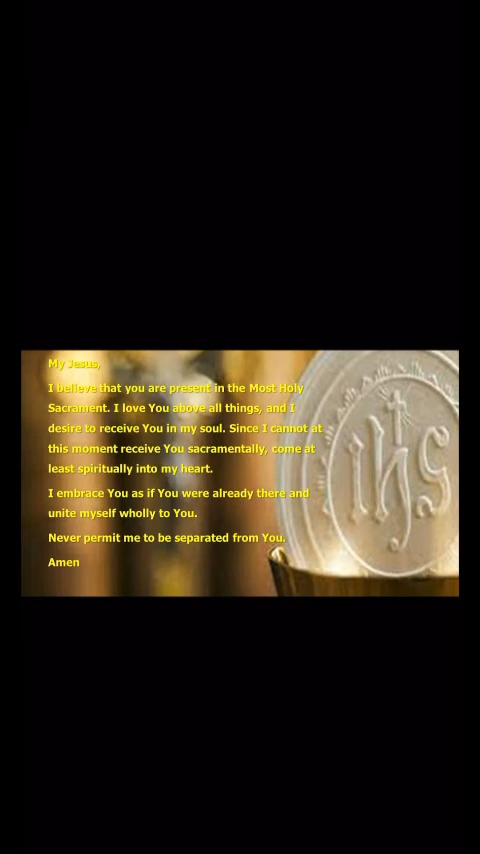 My Jesus,
I believe that you are present in the Most Holy
Sacrament. I love You above all things, and I
desire to receive You in my soul. Since I cannot at
this moment receive You sacramentally, come at
least spiritually into my heart.
I embrace You as if You were already there and
unite myself wholly to You.
Never permit me to be separated from You.
Amen
ihs